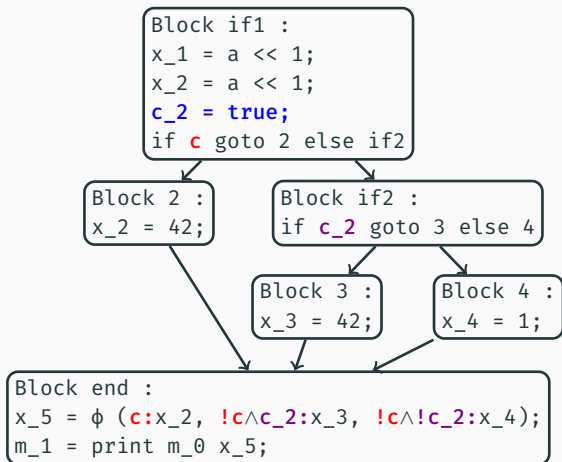 Block if1 :
x_1 = a << 1;
x_2 = a << 1;
c_2 = true;
if c goto 2 else if2
Block 2 :
x_2 = 42;
Block if2 :
if c_2 goto 3 else 4
Block 3 :
x_3 = 42;
Block 4 :
x_4 = 1;
Block end :
x_5 = ϕ (c:x_2, !c∧c_2:x_3, !c∧!c_2:x_4);
m_1 = print m_0 x_5;